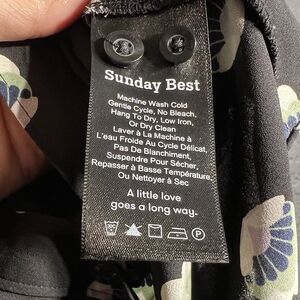 Sunday Best
Machine Wash Cold
Gentle Cycle, No Bleach,
Hang To Dry, Low Iron,
Or Dry Clean
Laver à La Machine à
L'eau Froide Au Cycle Délicat,
Pas De Blanchiment,
Suspendre Pour Sécher,
Repasser à Basse Température,
Ou Nettoyer à Sec
A little love
goes a long way.